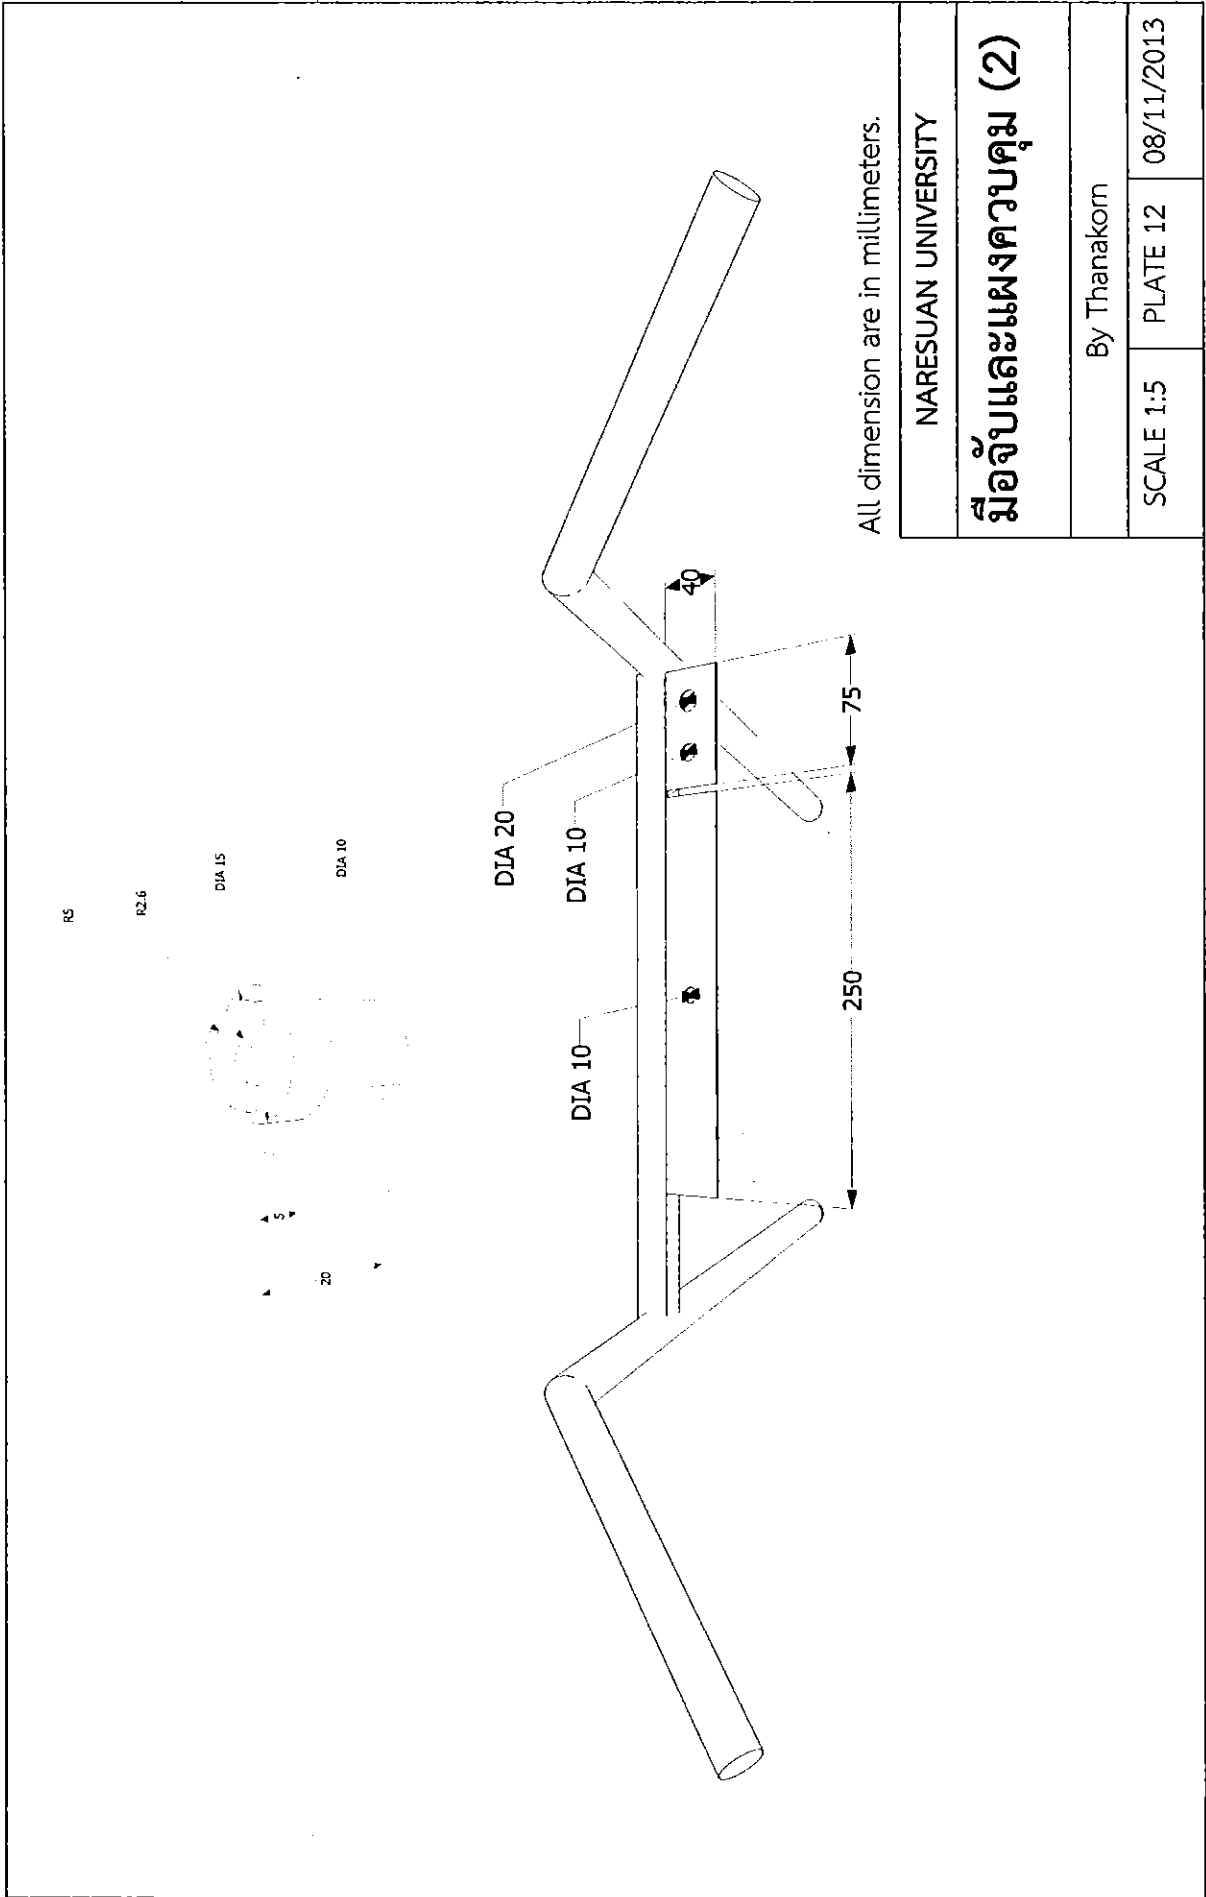 R5
R2.6
DIA 15
DIA 10
5
20
DIA 20
DIA 10
DIA 10
40
75
250
All dimension are in millimeters.
NARESUAN UNIVERSITY
มือจับและแผงควบคุม (2)
By Thanakorn
SCALE 1:5 PLATE 12 08/11/2013